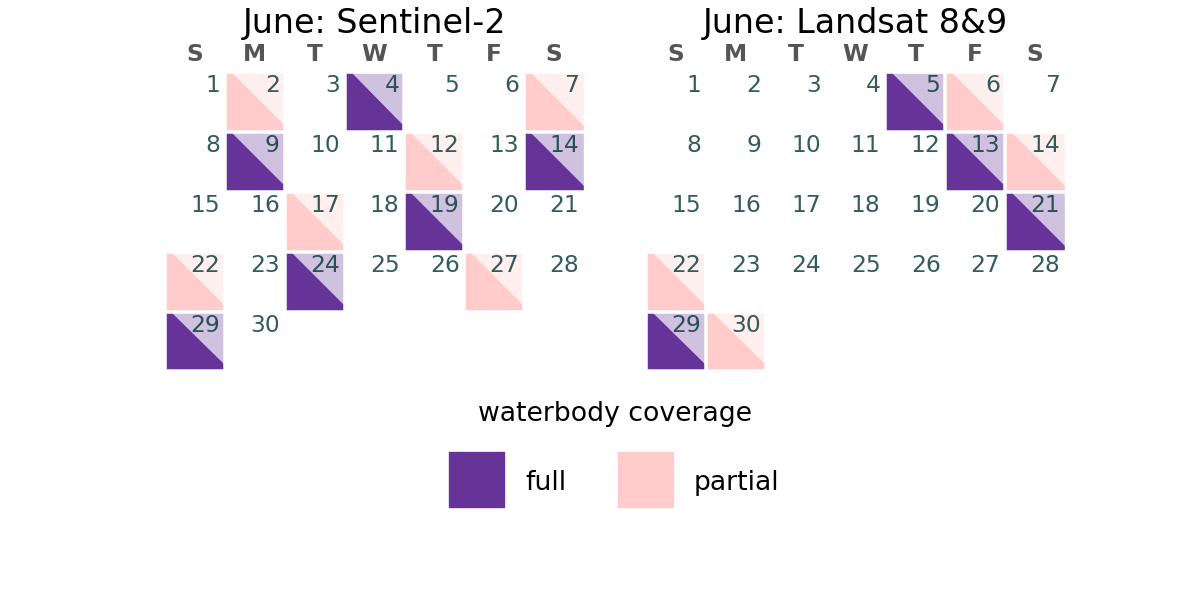 June: Sentinel-2
S M T W T F S
1 2 3 4 5 6 7
8 9 10 11 12 13 14
15 16 17 18 19 20 21
22 23 24 25 26 27 28
29 30
June: Landsat 8&9
S M T W T F S
1 2 3 4 5 6 7
8 9 10 11 12 13 14
15 16 17 18 19 20 21
22 23 24 25 26 27 28
29 30
waterbody coverage
full partial